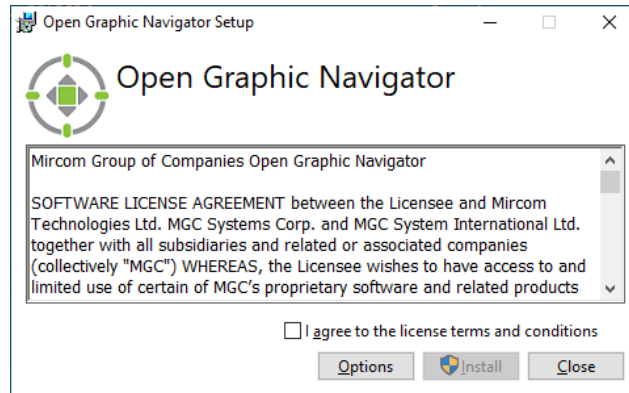 Open Graphic Navigator Setup
Open Graphic Navigator
Mircom Group of Companies Open Graphic Navigator
SOFTWARE LICENSE AGREEMENT between the Licensee and Mircom
Technologies Ltd. MGC Systems Corp. and MGC System International Ltd.
together with all subsidiaries and related or associated companies
(collectively "MGC") WHEREAS, the Licensee wishes to have access to and
limited use of certain of MGC’s proprietary software and related products
I agree to the license terms and conditions
Options Install Close